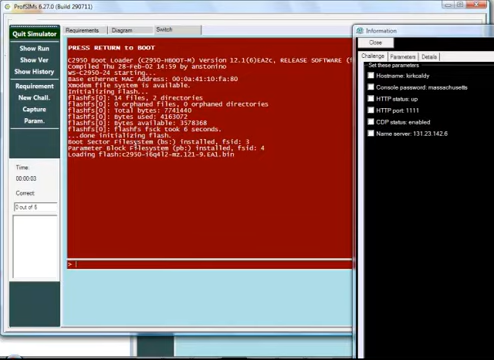 ProfSIMs 6.27.0 (Build 290711)
Quit Simulator
Show Run
Show Ver
Show History
Requirement
New Chall.
Capture
Param.
Time:
00:00:03
Correct:
Requirements
Diagram
Switch
PRESS RETURN to BOOT
C2950 Boot Loader (C2950-HBOOT-M) Version 12.1(6)EA2c, RELEASE SOFTWARE (
Compiled Thu 28-Feb-02 14:59 by anstonino
WS-C2950-24 starting...
Base ethernet MAC Address: 00:0a:41:10:fa:80
Xmodem file system is available.
Initializing Flash...
flashfs[0]: 14 files, 2 directories
flashfs[0]: 0 orphaned files, 0 orphaned directories
flashfs[0]: Total bytes: 7741440
flashfs[0]: Bytes used: 4163072
flashfs[0]: Bytes available: 3578368
flashfs[0]: flashfs fsck took 6 seconds.
...done initializing flash.
Boot Sector Filesystem (bs:) installed, fsid: 3
Parameter Block Filesystem (pb:) installed, fsid: 4
Loading flash:c2950-i6q4l2-mz.121-9.EA1.bin
>
Information
Close
Challenge
Parameters
Details
Set these parameters
Hostname: kirkcaldy
Console password: massachusetts
HTTP status: up
HTTP port: 1111
CDP status: enabled
Name server: 131.23.142.6